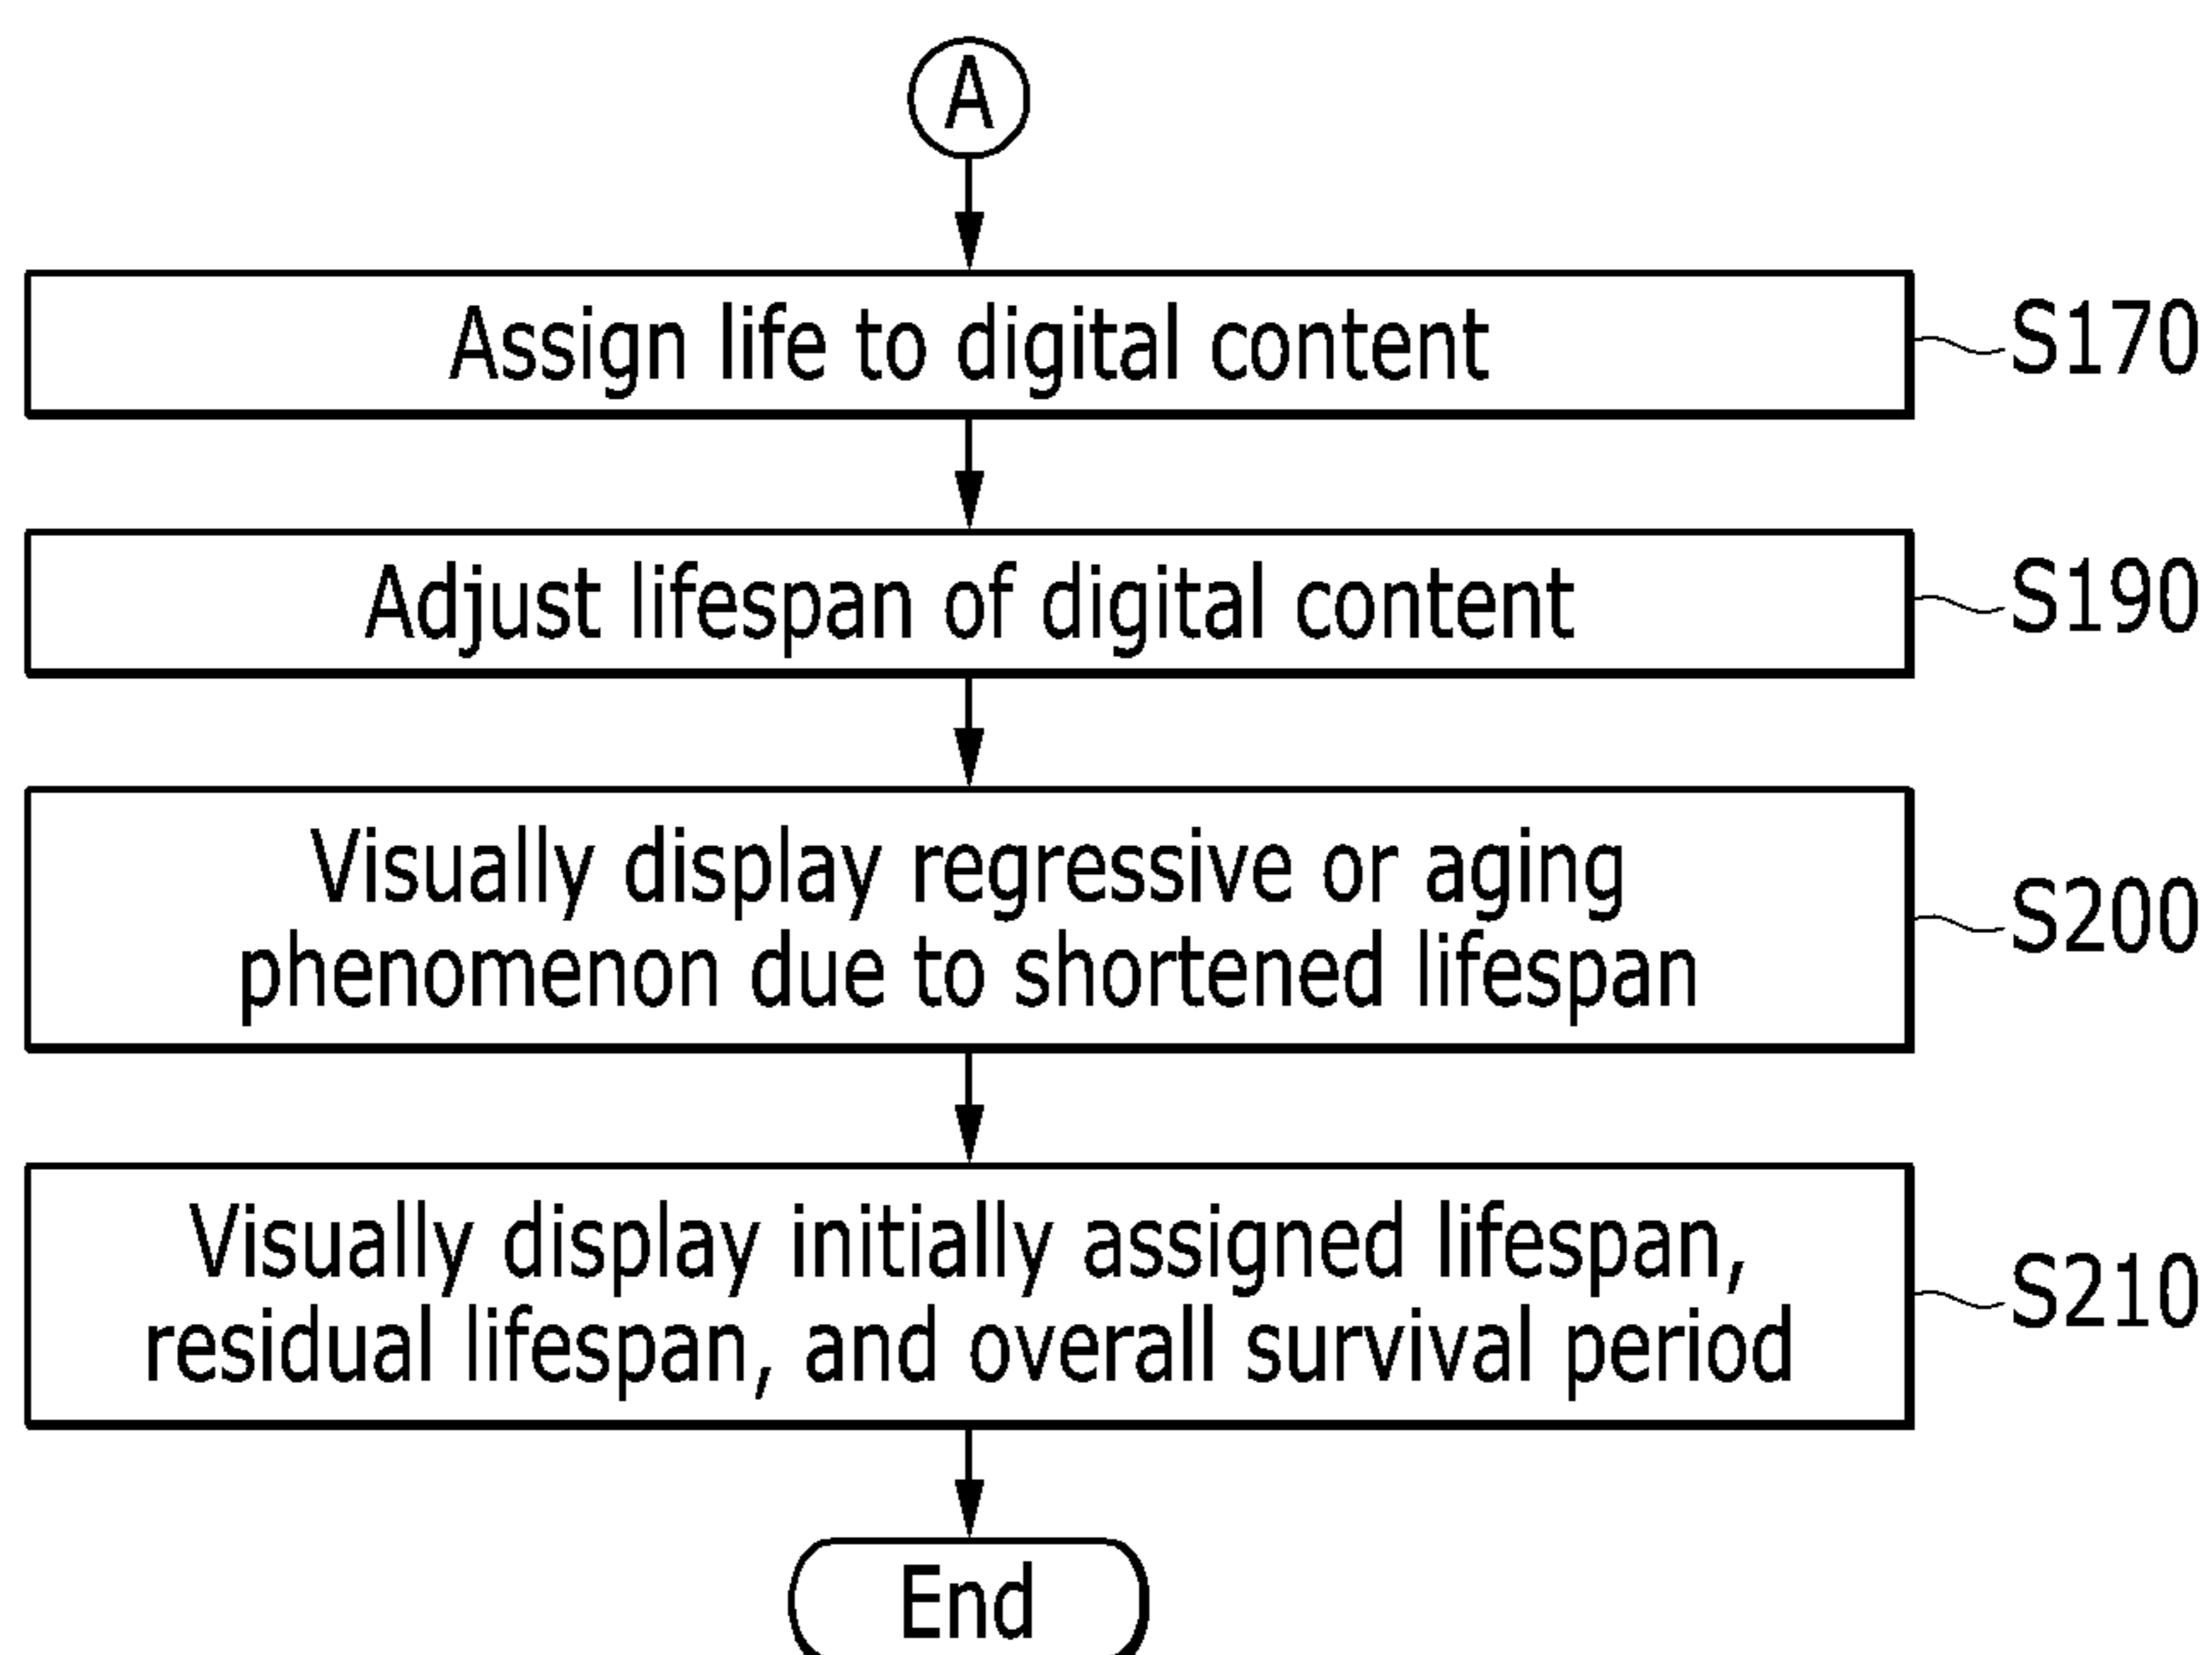 A
Assign life to digital content
S170
Adjust lifespan of digital content
S190
Visually display regressive or aging
phenomenon due to shortened lifespan
S200
Visually display initially assigned lifespan,
residual lifespan, and overall survival period
S210
End